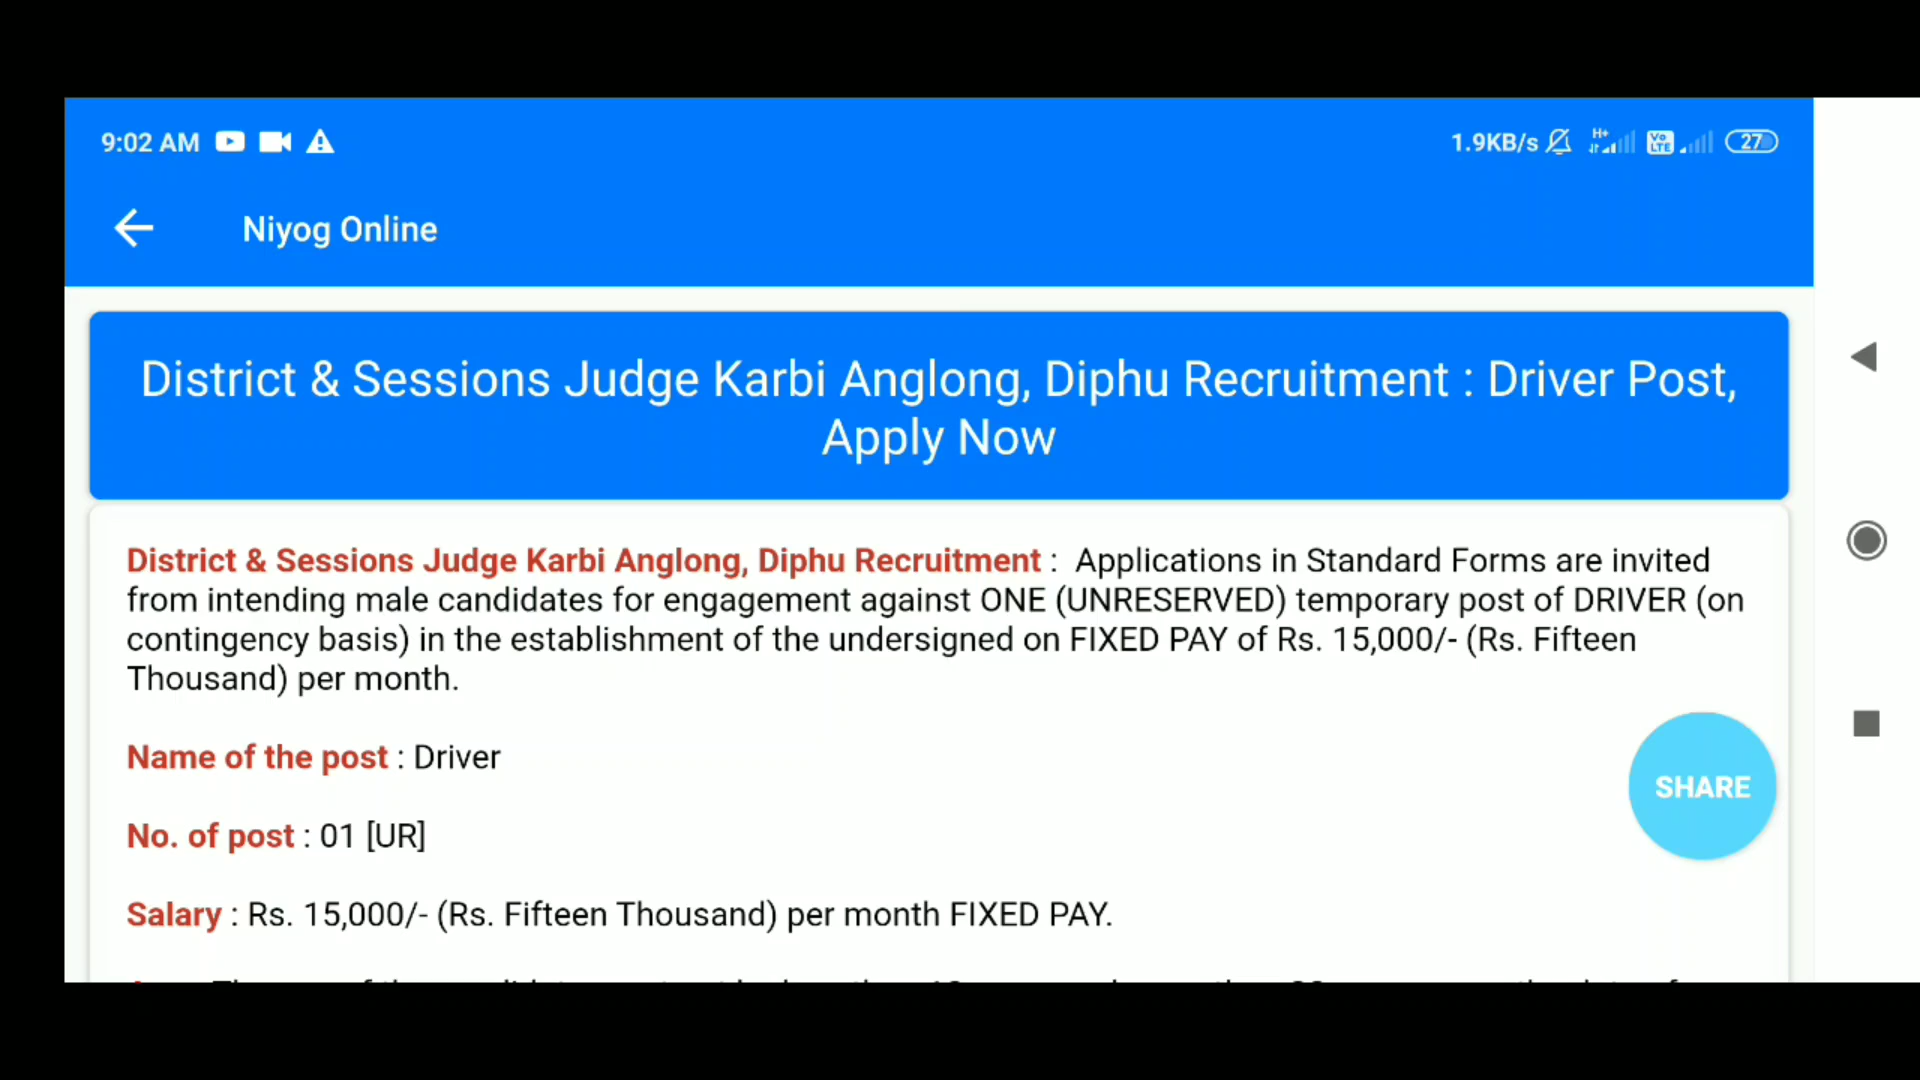 9:02 AM
1.9KB/s H+ Vo LTE 27
Niyog Online
District & Sessions Judge Karbi Anglong, Diphu Recruitment : Driver Post,
Apply Now
District & Sessions Judge Karbi Anglong, Diphu Recruitment : Applications in Standard Forms are invited
from intending male candidates for engagement against ONE (UNRESERVED) temporary post of DRIVER (on
contingency basis) in the establishment of the undersigned on FIXED PAY of Rs. 15,000/- (Rs. Fifteen
Thousand) per month.
Name of the post : Driver
SHARE
No. of post : 01 [UR]
Salary : Rs. 15,000/- (Rs. Fifteen Thousand) per month FIXED PAY.